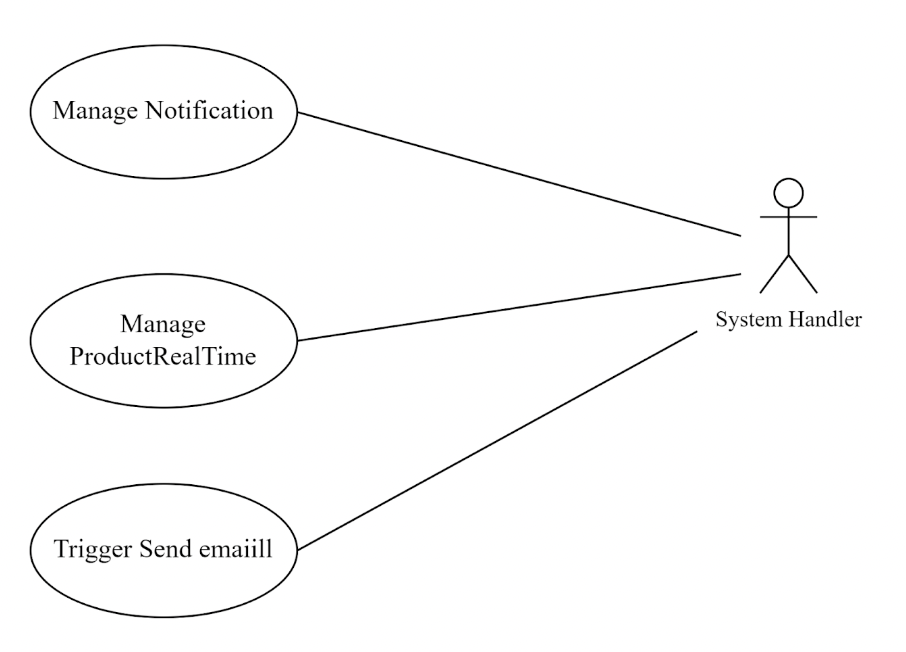 Manage Notification
System Handler
Manage
ProductRealTime
Trigger Send emaiill